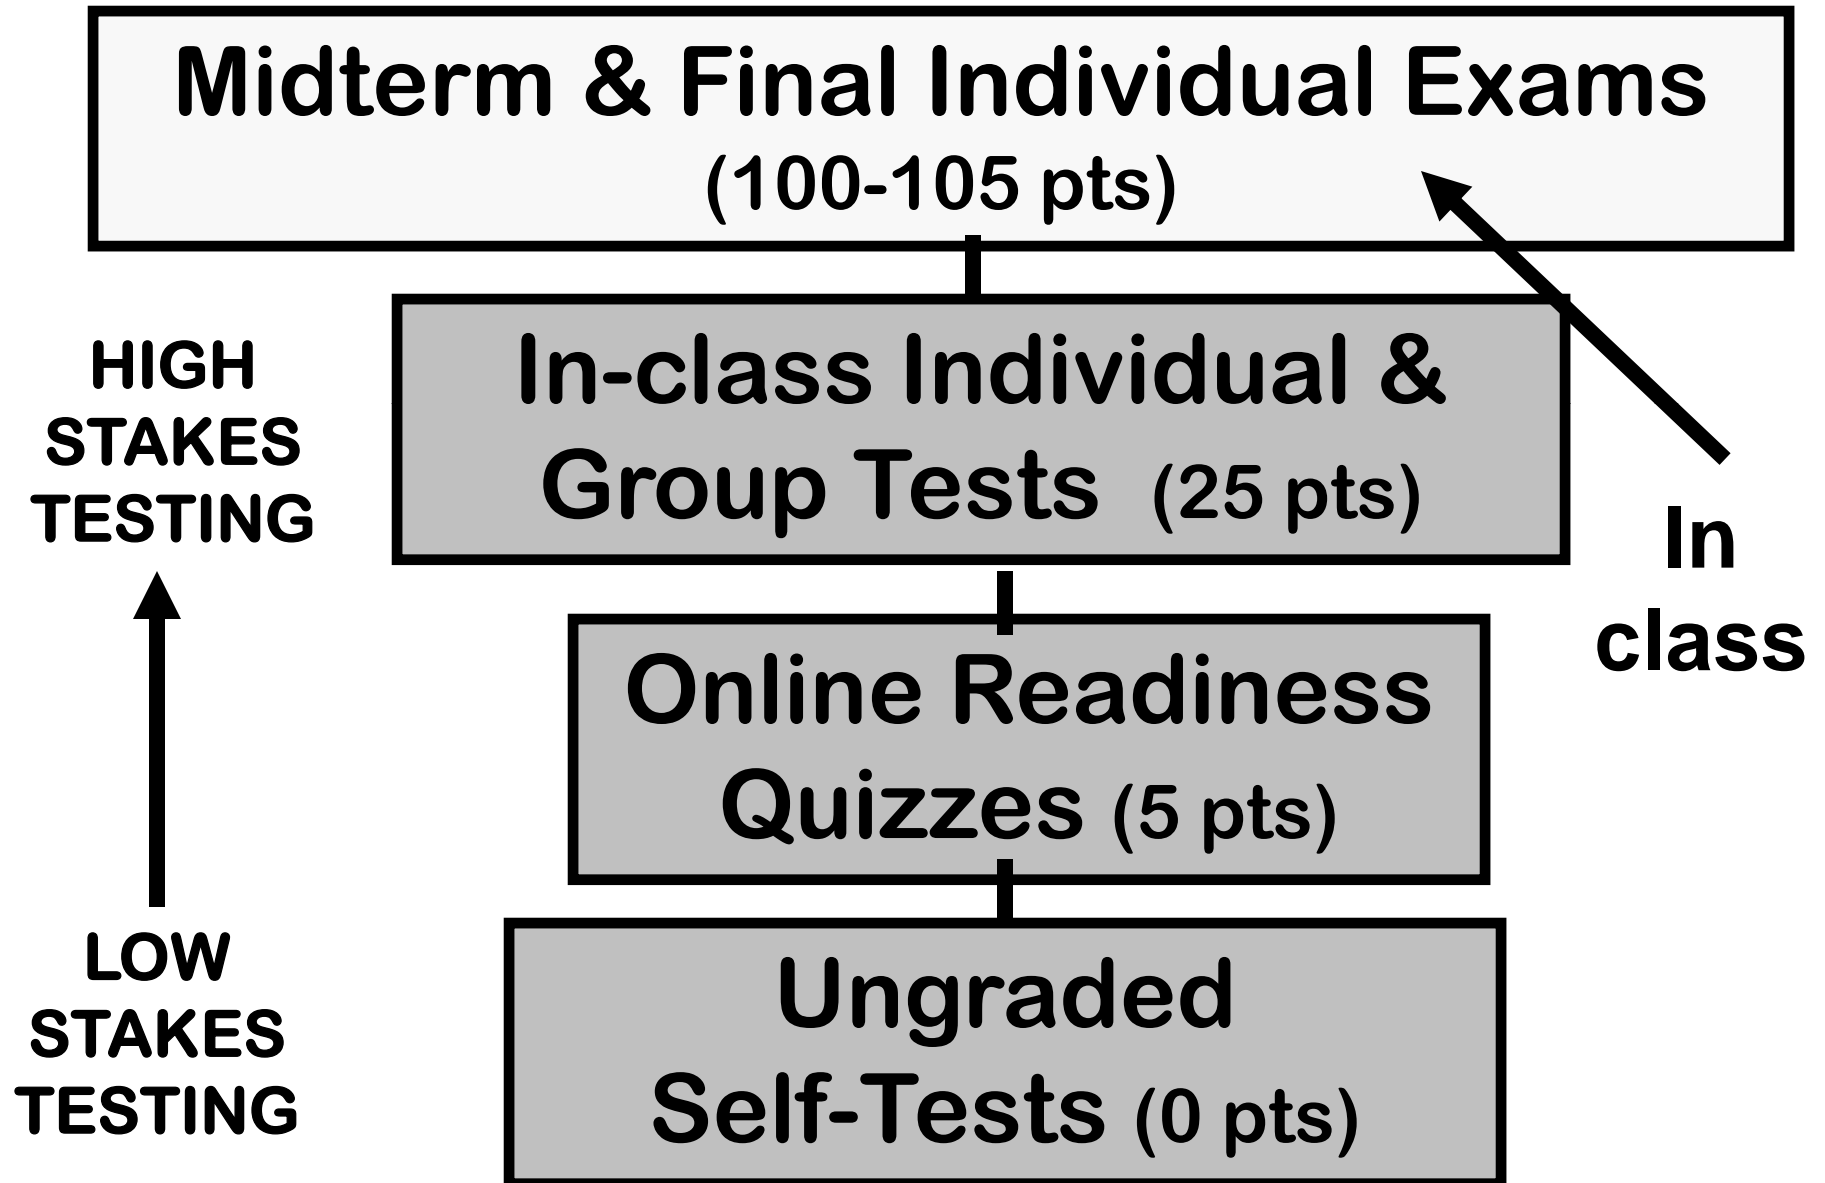 Midterm & Final Individual Exams
(100-105 pts)
HIGH
STAKES
TESTING
In-class Individual &
Group Tests (25 pts)
In
class
Online Readiness
Quizzes (5 pts)
LOW
STAKES
TESTING
Ungraded
Self-Tests (0 pts)